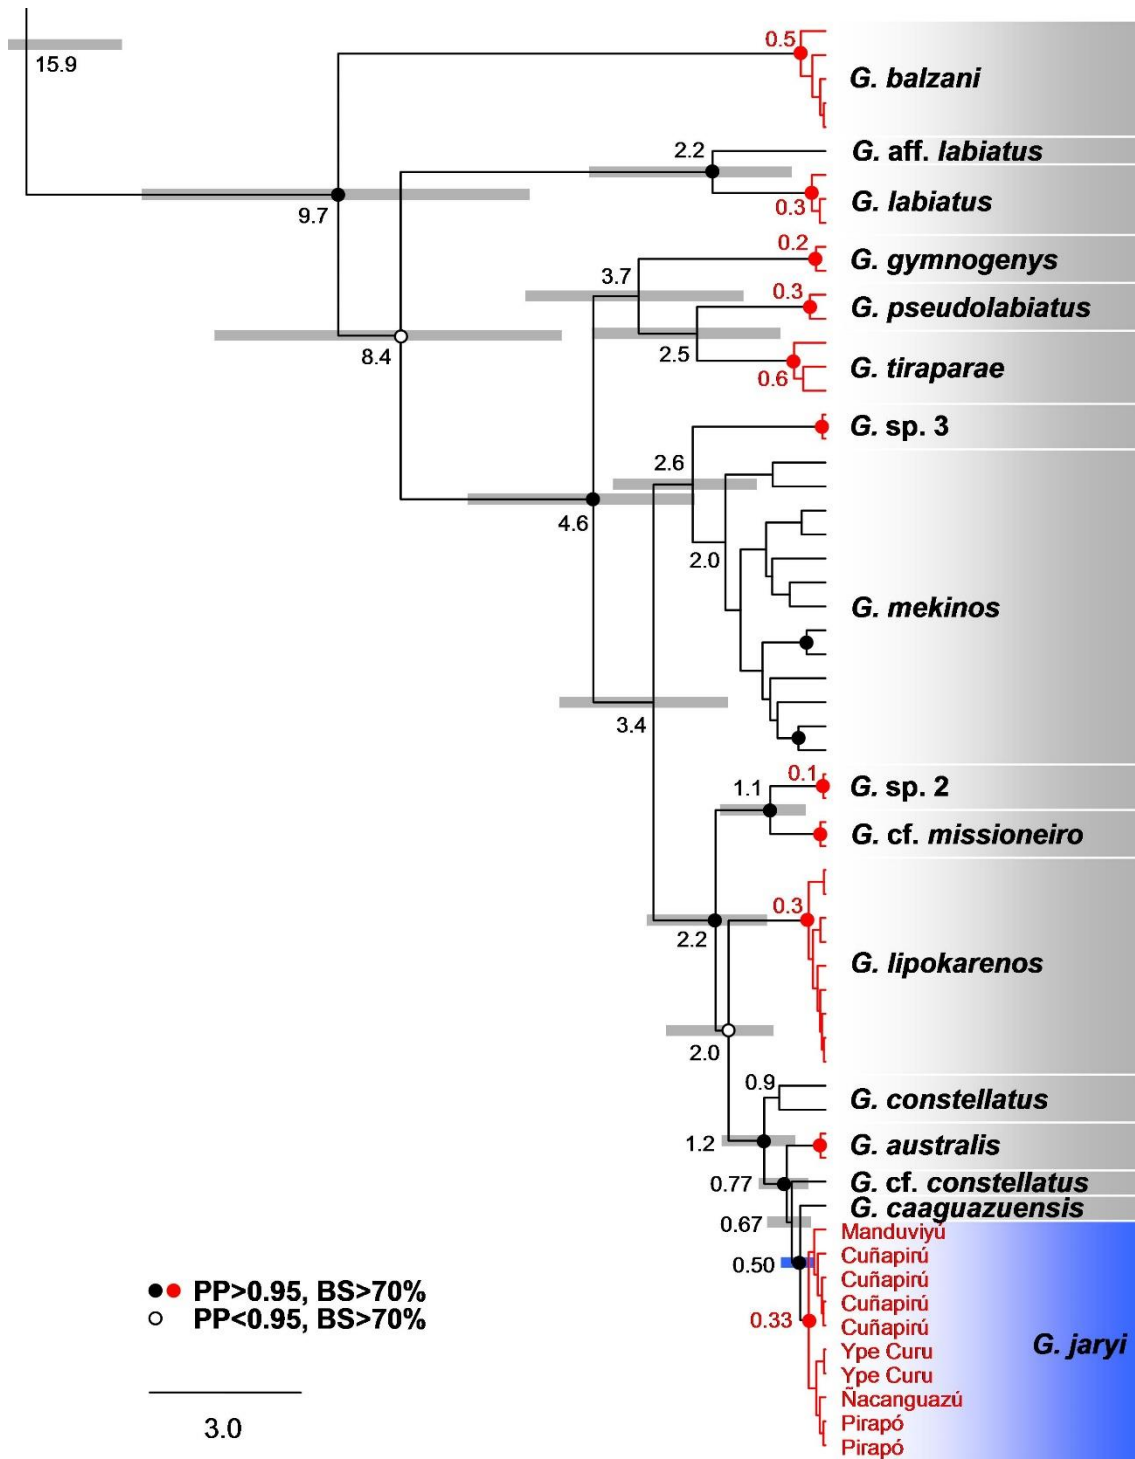 15.9
0.5
G. balzani
2.2
G. aff. labiatus
9.7
0.3
G. labiatus
0.2
G. gymnogenys
3.7
0.3
G. pseudolabiatus
8.4
2.5
0.6
G. tiraparae
G. sp. 3
2.6
4.6
2.0
G. mekinos
3.4
1.1
0.1
G. sp. 2
G. cf. missioneiro
0.3
2.2
G. lipokarenos
2.0
0.9
G. constellatus
1.2
G. australis
0.77
G. cf. constellatus
0.67
G. caaguazuensis
Manduviyú
0.50
Cuñapirú
Cuñapirú
Cuñapirú
0.33
Cuñapirú
Ype Curu
G. jaryi
Ype Curu
Ñacanguazú
Pirapó
Pirapó
PP>0.95, BS>70%
PP<0.95, BS>70%
3.0